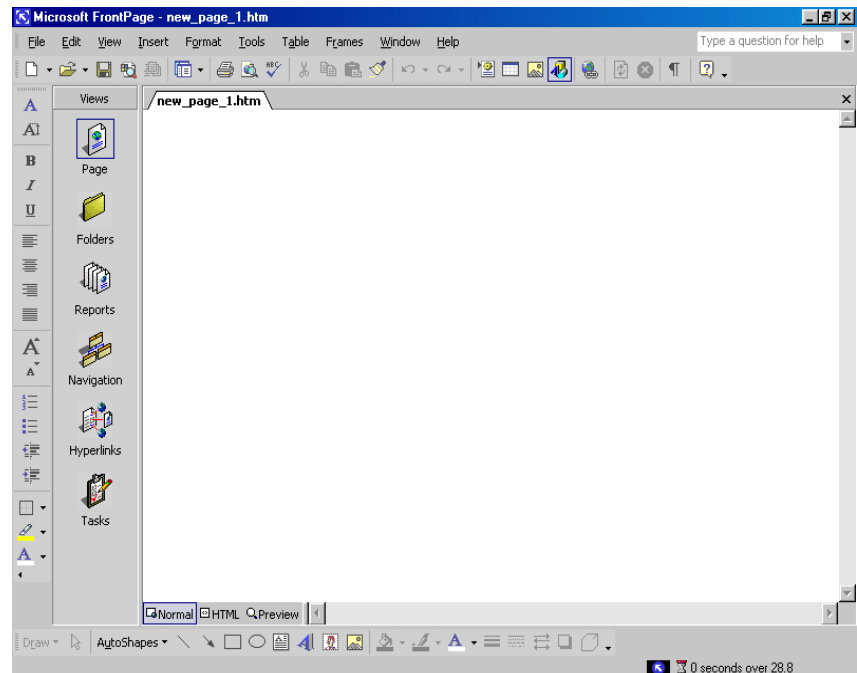 Microsoft FrontPage - new_page_1.htm
File Edit View Insert Format Tools Table Frames Window Help Type a question for help
Views
new_page_1.htm
Page
Folders
Reports
Navigation
Hyperlinks
Tasks
Normal HTML Preview
Draw AutoShapes
0 seconds over 28.8